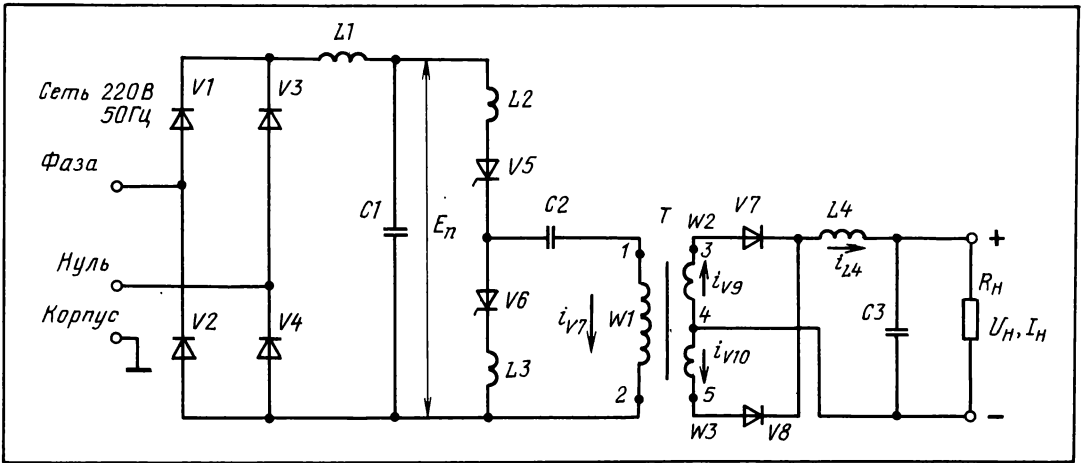 L1
Сеть 220В
50Гц
V1
V3
L2
Фаза
V5
C1
Eп
C2
T
W2
V7
L4
+
1
3
iL4
Нуль
V6
iV9
Rн
Корпус
V2
V4
iV7
W1
4
C3
Uн, Iн
L3
iV10
2
5
W3
V8
−